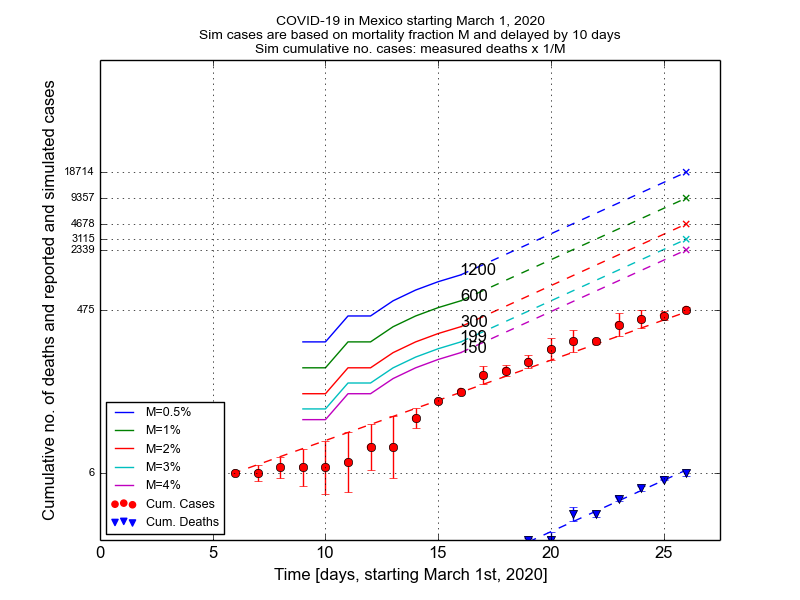 COVID-19 in Mexico starting March 1, 2020
Sim cases are based on mortality fraction M and delayed by 10 days
Sim cumulative no. cases: measured deaths x 1/M
Cumulative no. of deaths and reported and simulated cases
18714
9357
4678
3115
2339
475
6
1200
600
300
199
150
M=0.5%
M=1%
M=2%
M=3%
M=4%
Cum. Cases
Cum. Deaths
0 5 10 15 20 25
Time [days, starting March 1st, 2020]